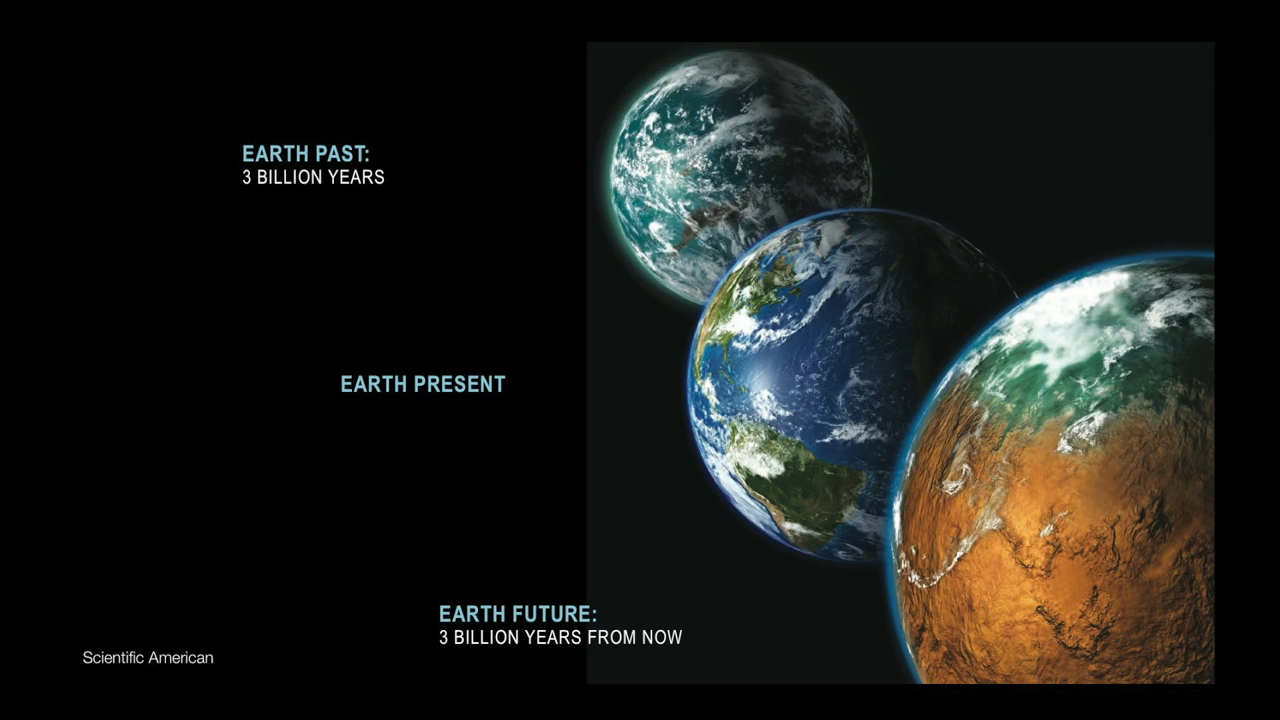 EARTH PAST:
3 BILLION YEARS
EARTH PRESENT
EARTH FUTURE:
3 BILLION YEARS FROM NOW
Scientific American